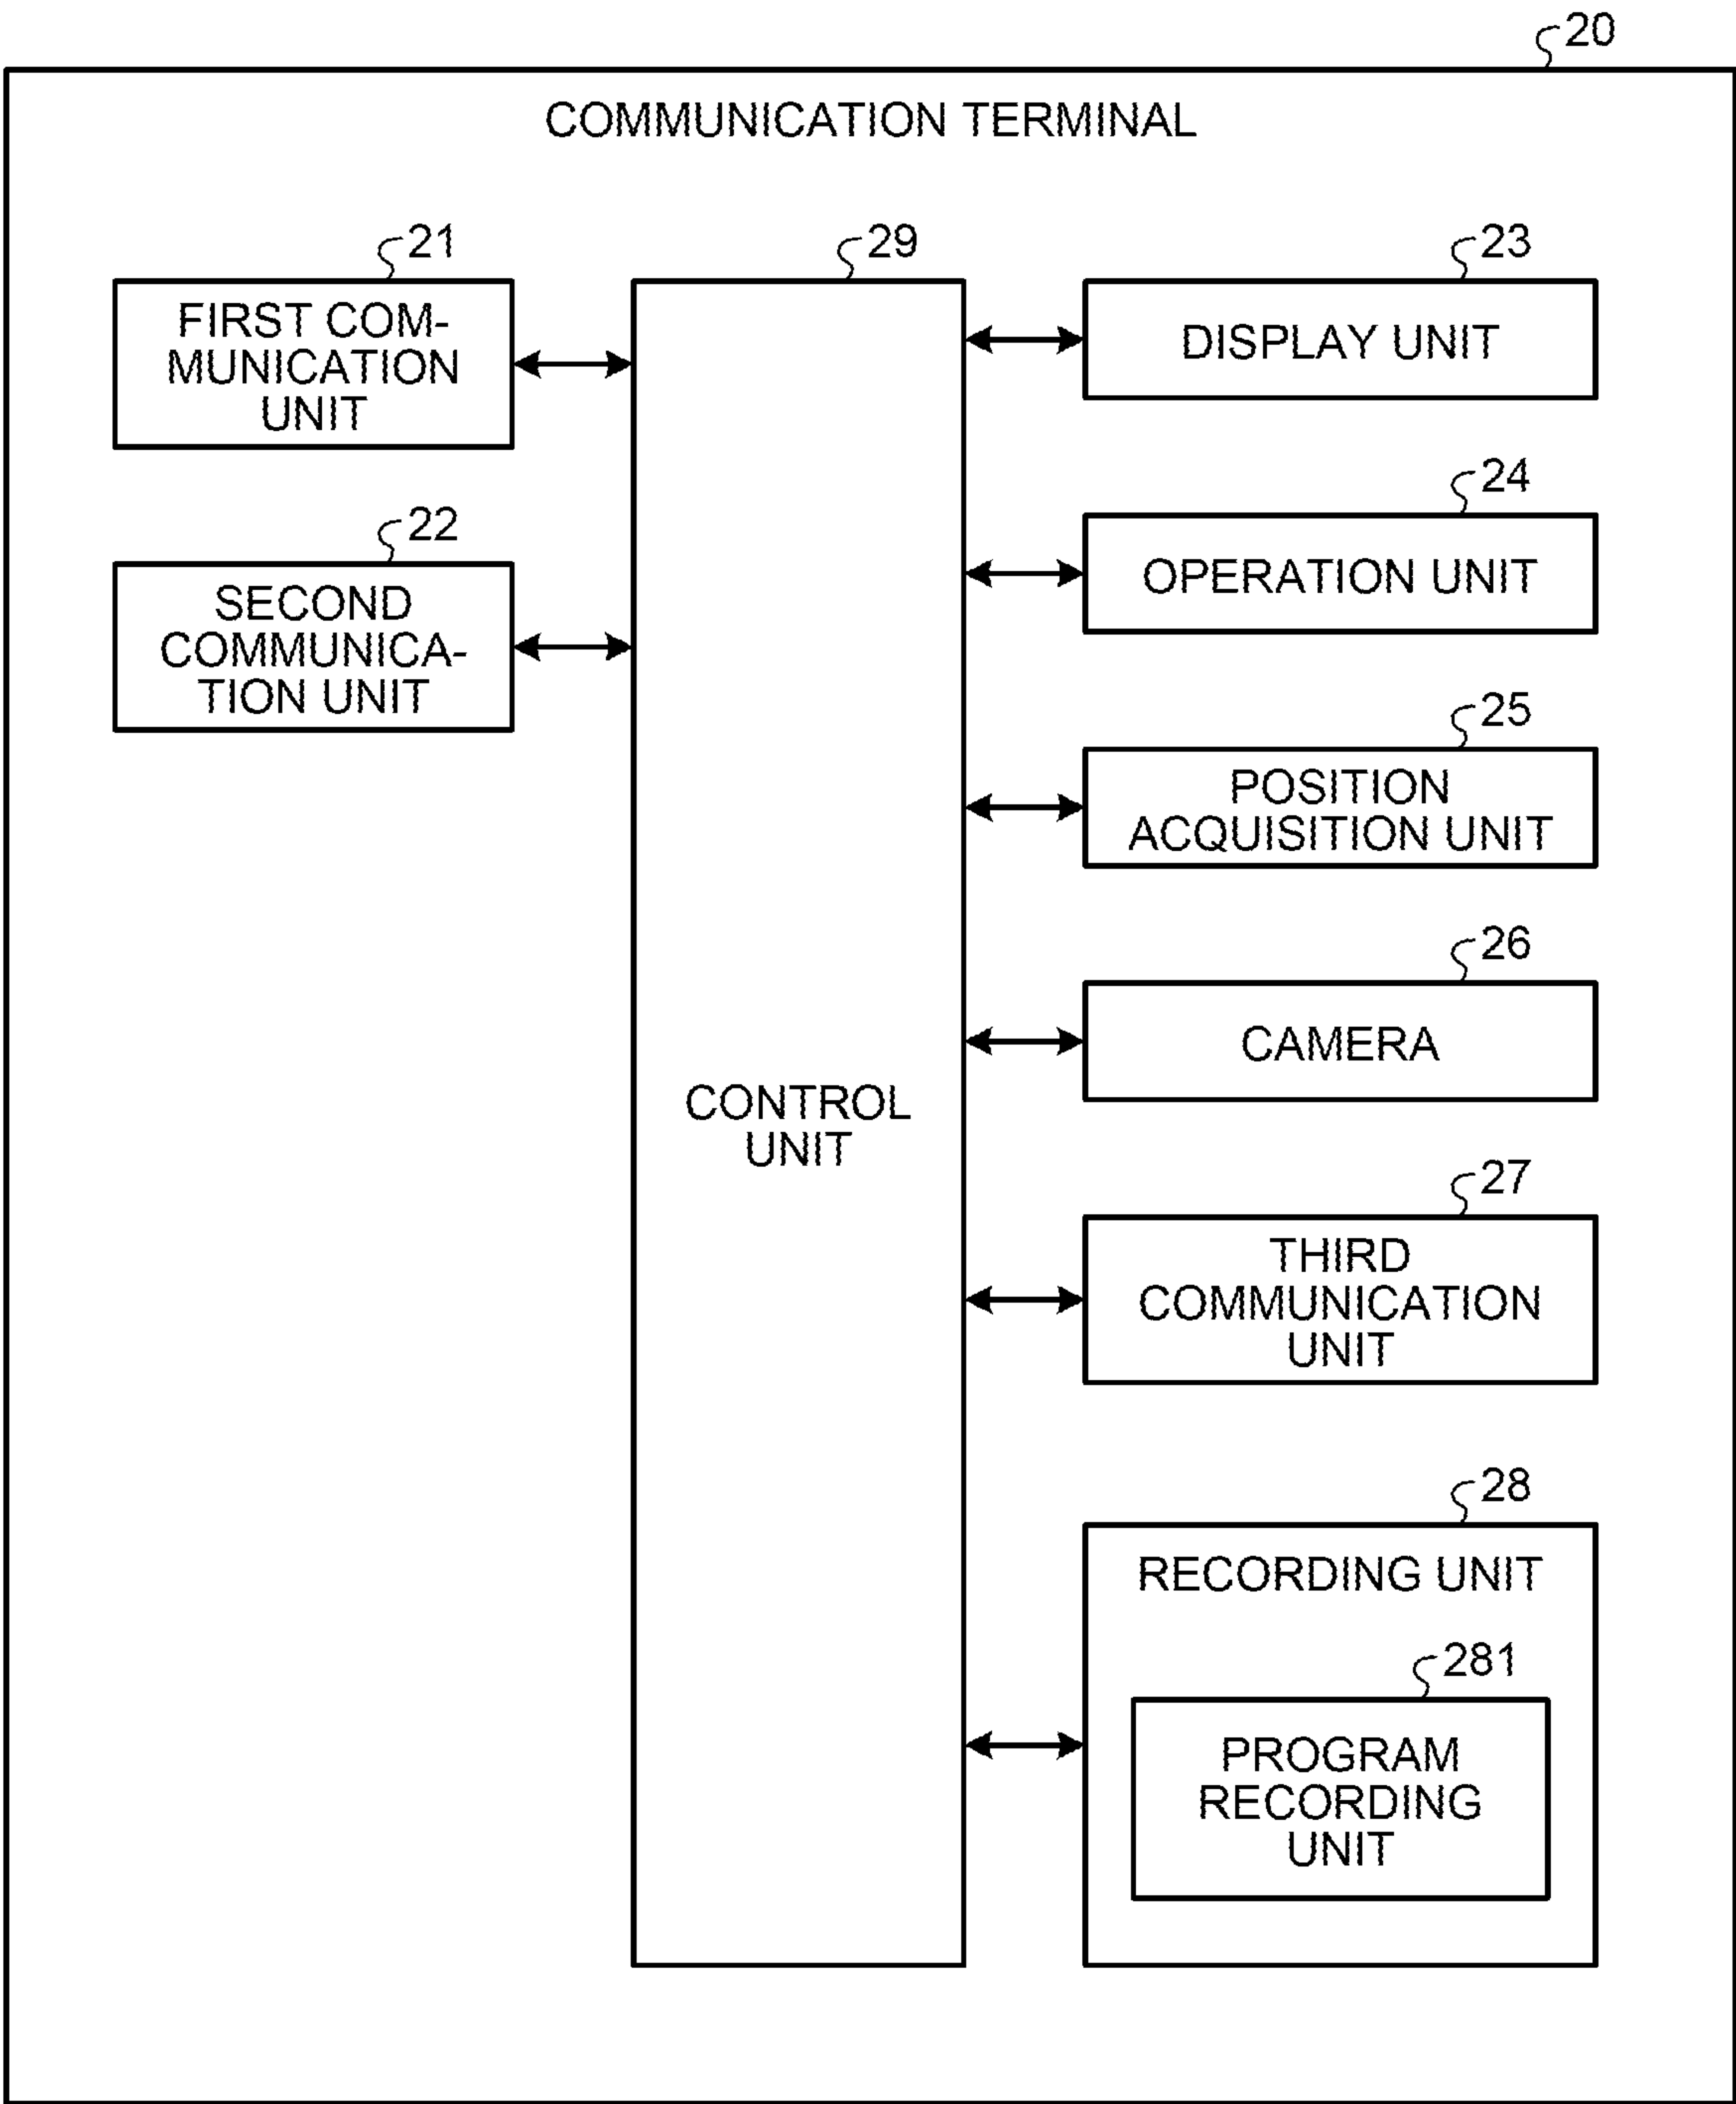 20
COMMUNICATION TERMINAL
21
FIRST COM-
MUNICATION
UNIT
22
SECOND
COMMUNICA-
TION UNIT
29
CONTROL
UNIT
23
DISPLAY UNIT
24
OPERATION UNIT
25
POSITION
ACQUISITION UNIT
26
CAMERA
27
THIRD
COMMUNICATION
UNIT
28
RECORDING UNIT
281
PROGRAM
RECORDING
UNIT